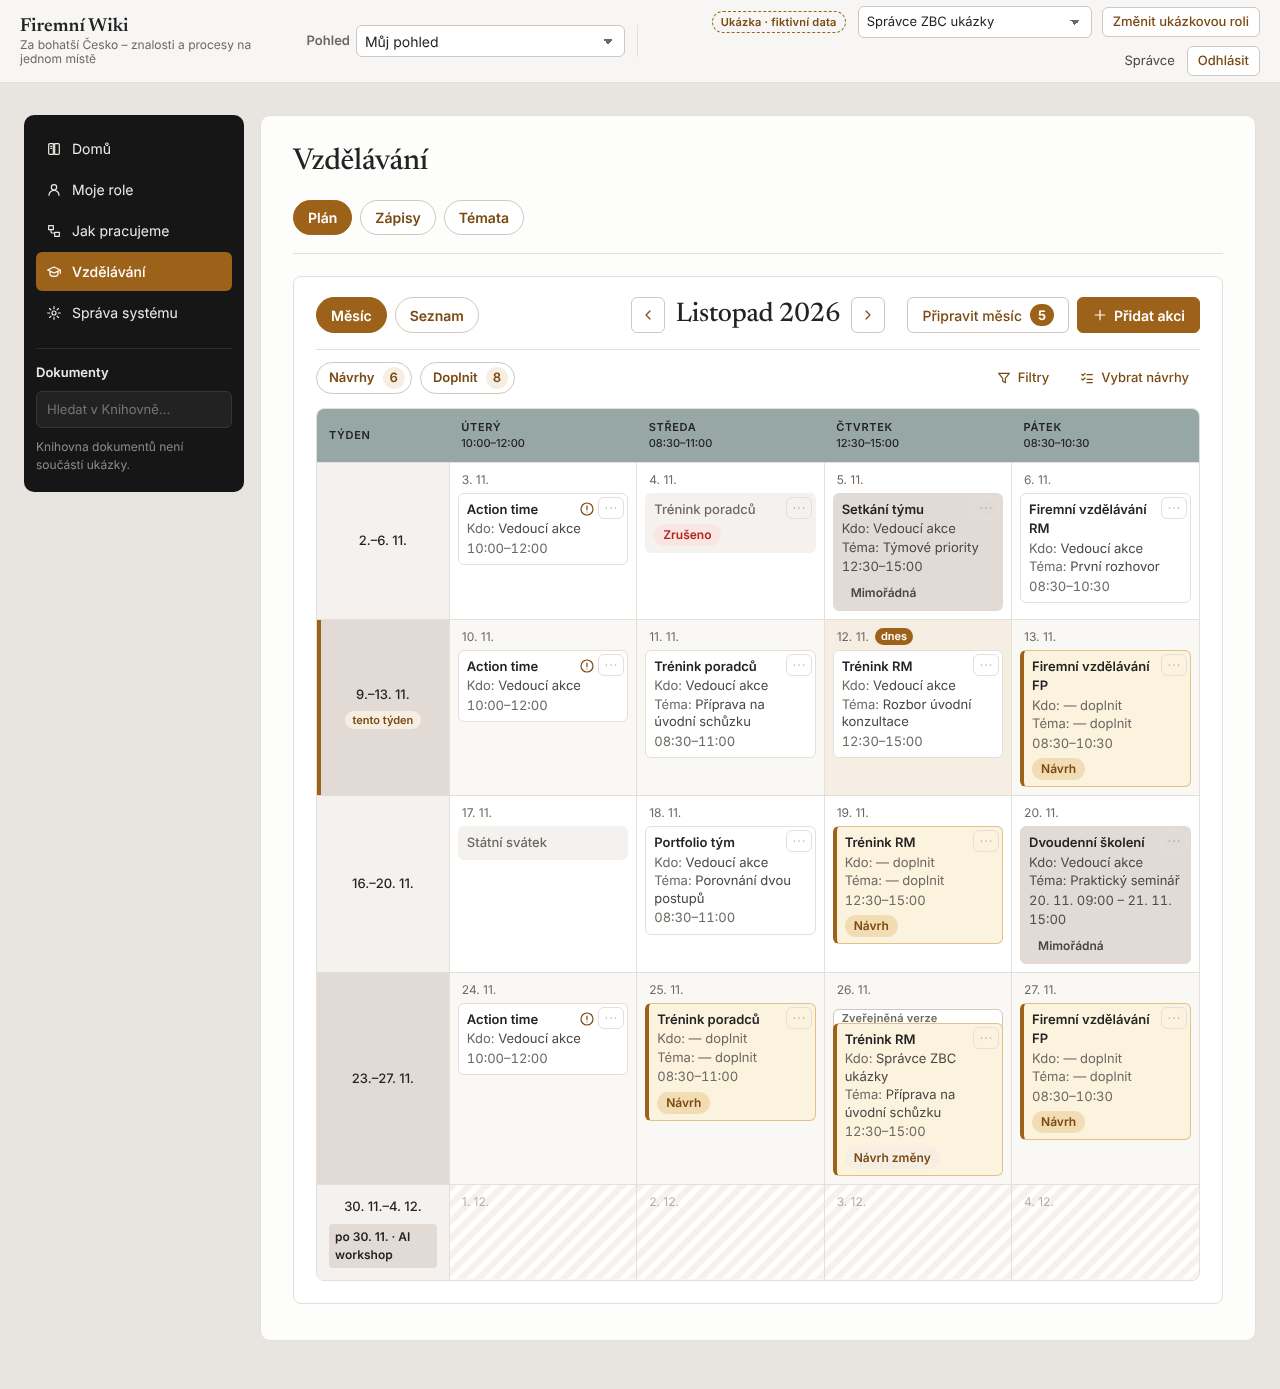 Firemní Wiki
Za bohatší Česko – znalosti a procesy na
jednom místě
Pohled
Můj pohled
Ukázka · fiktivní data
Správce ZBC ukázky
Změnit ukázkovou roli
Správce
Odhlásit
Domů
Moje role
Jak pracujeme
Vzdělávání
Správa systému
Dokumenty
Hledat v Knihovně…
Knihovna dokumentů není
součástí ukázky.
Vzdělávání
Plán
Zápisy
Témata
Měsíc
Seznam
Listopad 2026
Připravit měsíc 5
Přidat akci
Návrhy 6
Doplnit 8
Filtry
Vybrat návrhy
TÝDEN
ÚTERÝ
10:00–12:00
STŘEDA
08:30–11:00
ČTVRTEK
12:30–15:00
PÁTEK
08:30–10:30
2.–6. 11.
3. 11.
Action time
Kdo: Vedoucí akce
10:00–12:00
4. 11.
Trénink poradců
Zrušeno
5. 11.
Setkání týmu
Kdo: Vedoucí akce
Téma: Týmové priority
12:30–15:00
Mimořádná
6. 11.
Firemní vzdělávání
RM
Kdo: Vedoucí akce
Téma: První rozhovor
08:30–10:30
9.–13. 11.
tento týden
10. 11.
Action time
Kdo: Vedoucí akce
10:00–12:00
11. 11.
Trénink poradců
Kdo: Vedoucí akce
Téma: Příprava na
úvodní schůzku
08:30–11:00
12. 11. dnes
Trénink RM
Kdo: Vedoucí akce
Téma: Rozbor úvodní
konzultace
12:30–15:00
13. 11.
Firemní vzdělávání
FP
Kdo: — doplnit
Téma: — doplnit
08:30–10:30
Návrh
16.–20. 11.
17. 11.
Státní svátek
18. 11.
Portfolio tým
Kdo: Vedoucí akce
Téma: Porovnání dvou
postupů
08:30–11:00
19. 11.
Trénink RM
Kdo: — doplnit
Téma: — doplnit
12:30–15:00
Návrh
20. 11.
Dvoudenní školení
Kdo: Vedoucí akce
Téma: Praktický seminář
20. 11. 09:00 – 21. 11.
15:00
Mimořádná
23.–27. 11.
24. 11.
Action time
Kdo: Vedoucí akce
10:00–12:00
25. 11.
Trénink poradců
Kdo: — doplnit
Téma: — doplnit
08:30–11:00
Návrh
26. 11.
Zveřejněná verze
Trénink RM
Kdo: Správce ZBC
ukázky
Téma: Příprava na
úvodní schůzku
12:30–15:00
Návrh změny
27. 11.
Firemní vzdělávání
FP
Kdo: — doplnit
Téma: — doplnit
08:30–10:30
Návrh
30. 11.–4. 12.
po 30. 11. · AI
workshop
1. 12.
2. 12.
3. 12.
4. 12.